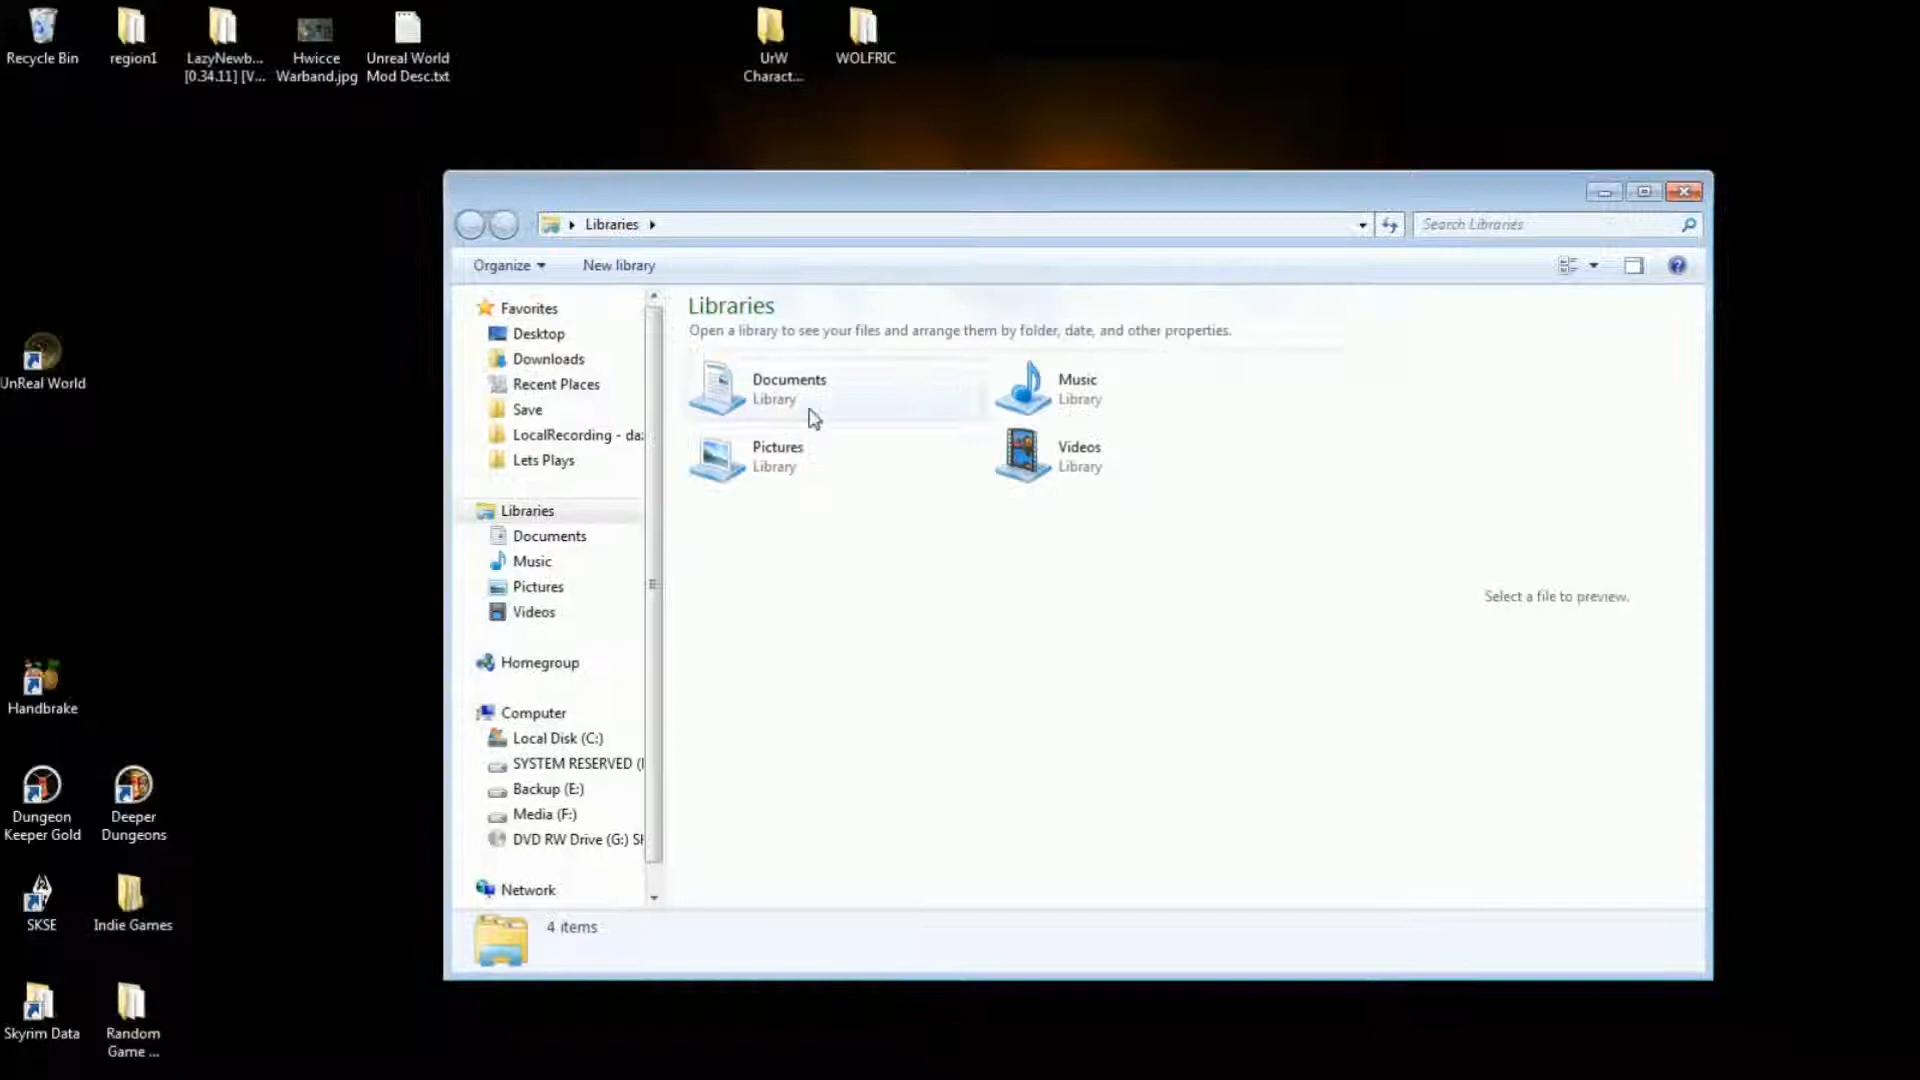 Recycle Bin
region1
LazyNewb...
[0.34.11] [V...
Hwicce
Warband.jpg
Unreal World
Mod Desc.txt
UrW
Charact...
WOLFRIC
UnReal World
Handbrake
Dungeon
Keeper Gold
Deeper
Dungeons
SKSE
Indie Games
Skyrim Data
Random
Game ...
Libraries
Search Libraries
Organize
New library
Favorites
Desktop
Downloads
Recent Places
Save
LocalRecording - da
Lets Plays
Libraries
Documents
Music
Pictures
Videos
Homegroup
Computer
Local Disk (C:)
SYSTEM RESERVED (
Backup (E:)
Media (F:)
DVD RW Drive (G:) S
Network
Libraries
Open a library to see your files and arrange them by folder, date, and other properties.
Documents
Library
Music
Library
Pictures
Library
Videos
Library
Select a file to preview.
4 items